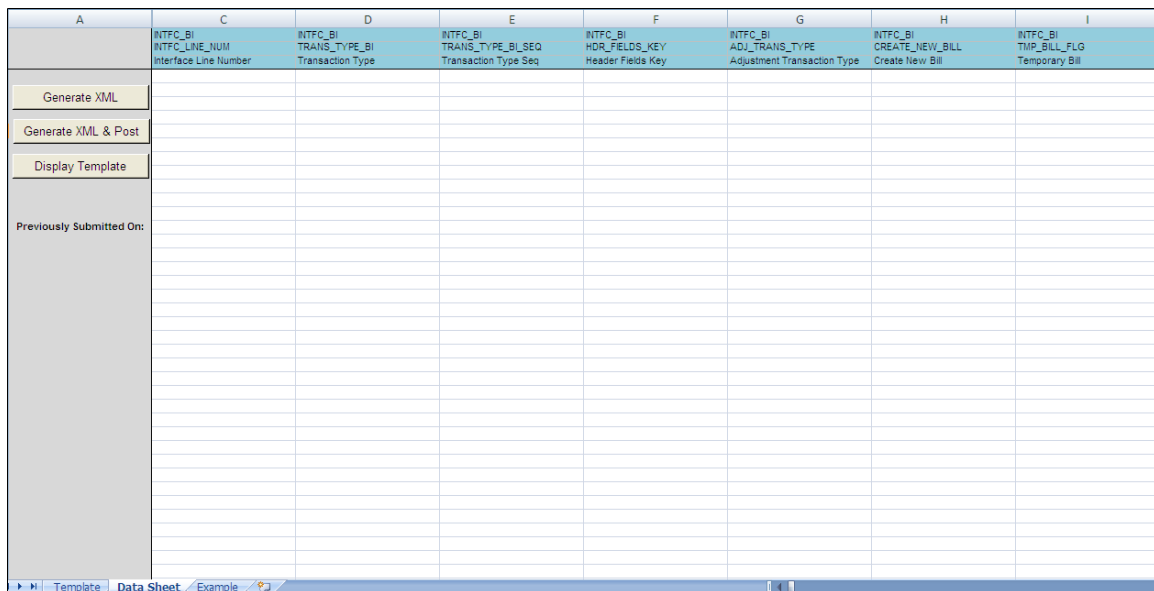 A C D E F G H I
INTFC_BI INTFC_BI INTFC_BI INTFC_BI INTFC_BI INTFC_BI INTFC_BI
INTFC_LINE_NUM TRANS_TYPE_BI TRANS_TYPE_BI_SEQ HDR_FIELDS_KEY ADJ_TRANS_TYPE CREATE_NEW_BILL TMP_BILL_FLG
Interface Line Number Transaction Type Transaction Type Seq Header Fields Key Adjustment Transaction Type Create New Bill Temporary Bill
Generate XML
Generate XML & Post
Display Template
Previously Submitted On:
Template Data Sheet Example